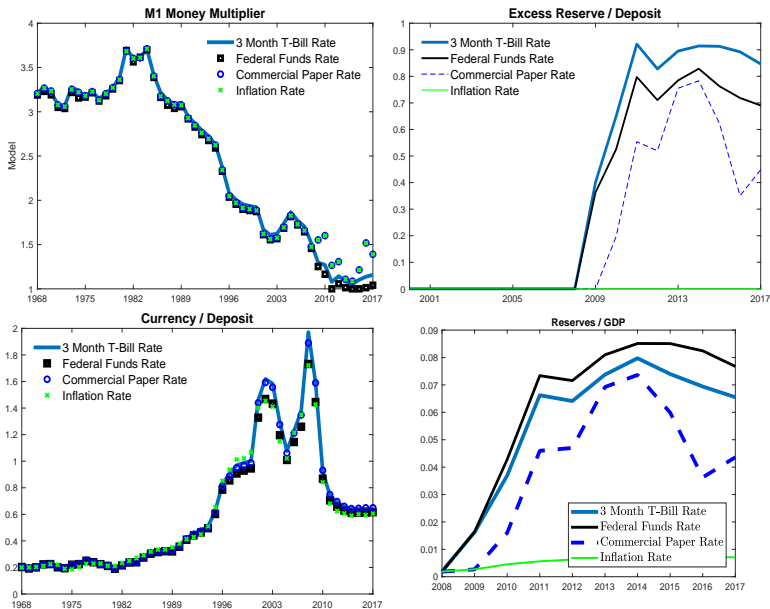 M1 Money Multiplier
4
3.5
3
2.5
2
1.5
1
Model
3 Month T-Bill Rate
Federal Funds Rate
Commercial Paper Rate
Inflation Rate
1968 1975 1982 1989 1996 2003 2010 2017
Excess Reserve / Deposit
1
0.9
0.8
0.7
0.6
0.5
0.4
0.3
0.2
0.1
0
3 Month T-Bill Rate
Federal Funds Rate
Commercial Paper Rate
Inflation Rate
2001 2005 2009 2013 2017
Currency / Deposit
2
1.8
1.6
1.4
1.2
1
0.8
0.6
0.4
0.2
0
3 Month T-Bill Rate
Federal Funds Rate
Commercial Paper Rate
Inflation Rate
1968 1975 1982 1989 1996 2003 2010 2017
Reserves / GDP
0.09
0.08
0.07
0.06
0.05
0.04
0.03
0.02
0.01
0
3 Month T-Bill Rate
Federal Funds Rate
Commercial Paper Rate
Inflation Rate
2008 2009 2010 2011 2012 2013 2014 2015 2016 2017